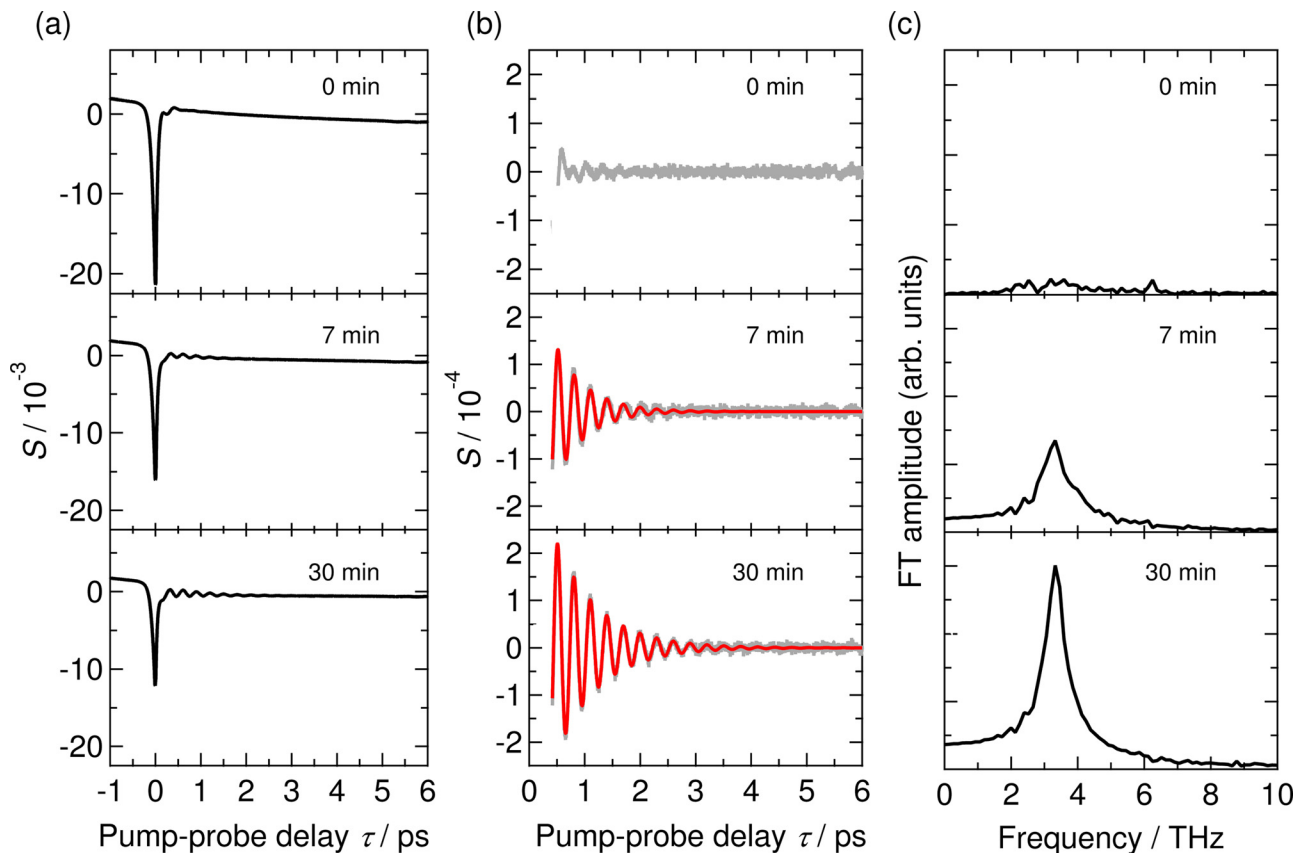 (a)
(b)
(c)
0 min
0
-10
-20
7 min
0
-10
-20
30 min
0
-10
-20
-1 0 1 2 3 4 5 6
S / 10-3
Pump-probe delay τ / ps
0 min
2
1
0
-1
-2
7 min
2
1
0
-1
-2
30 min
2
1
0
-1
-2
0 1 2 3 4 5 6
S / 10-4
Pump-probe delay τ / ps
0 min
7 min
30 min
0 2 4 6 8 10
FT amplitude (arb. units)
Frequency / THz